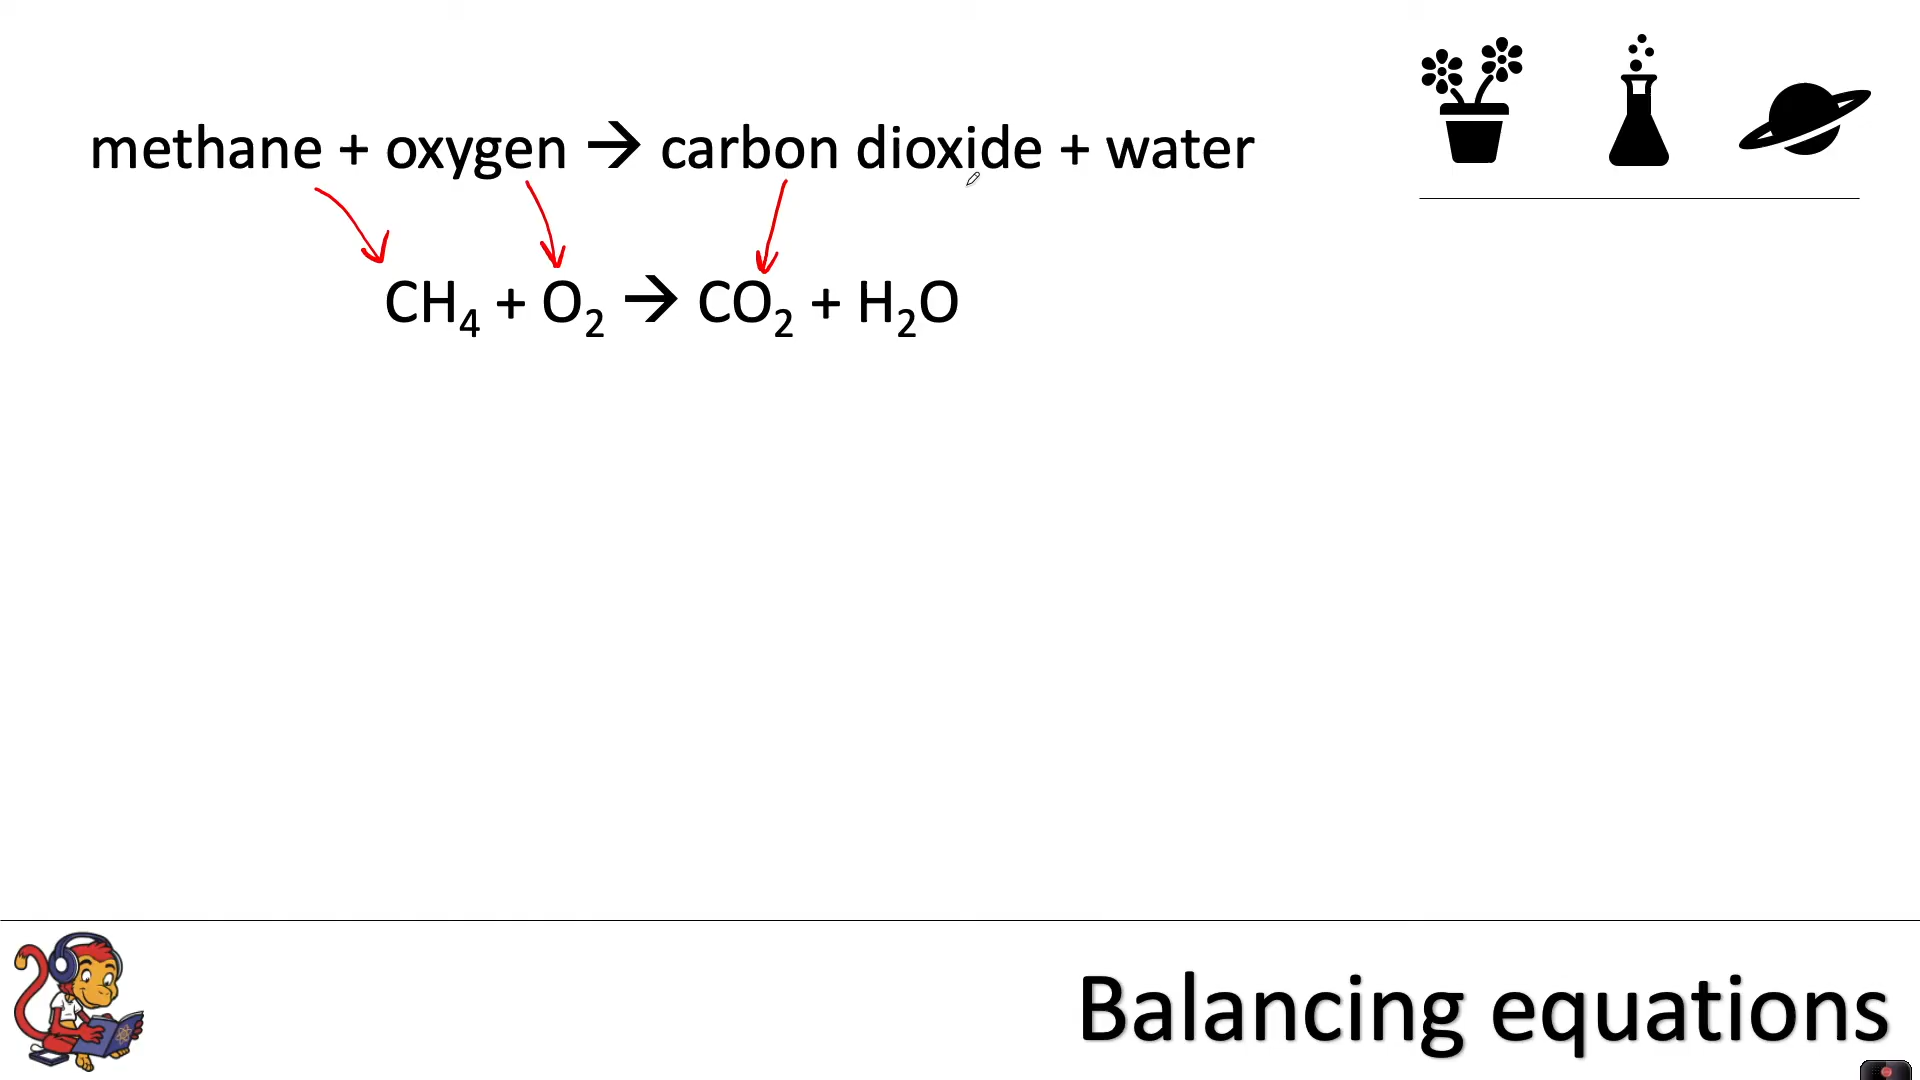 methane + oxygen → carbon dioxide + water
CH₄ + O₂ → CO₂ + H₂O
Balancing equations